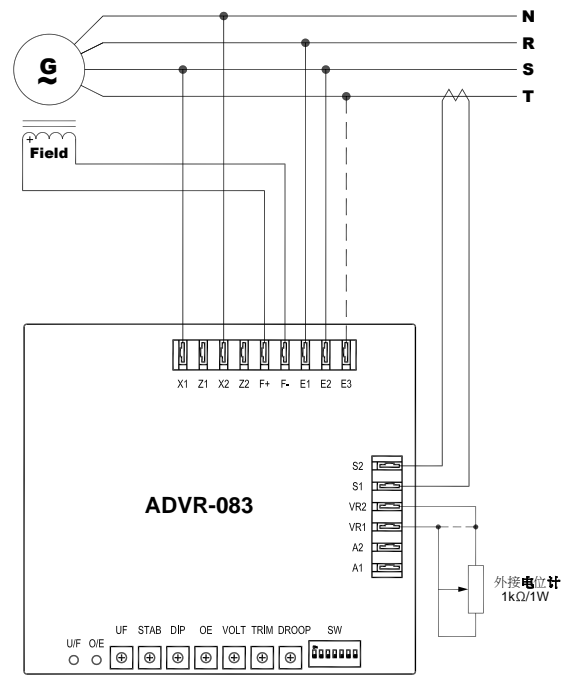 N
R
G
S
~
T
+
Field
X1 Z1 X2 Z2 F+ F- E1 E2 E3
S2
S1
ADVR-083
VR2
VR1
A2
A1
外接电位计
1kΩ/1W
UF STAB DIP OE VOLT TRİM DROOP SW
U/F O/E